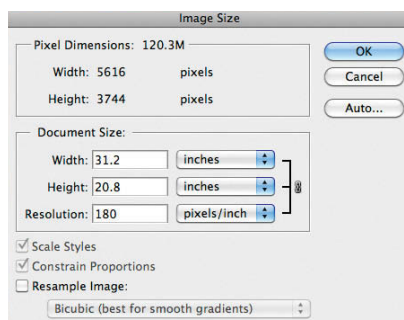 Image Size
Pixel Dimensions: 120.3M
OK
Width: 5616 pixels
Cancel
Height: 3744 pixels
Auto...
Document Size:
Width: 31.2 inches
Height: 20.8 inches
Resolution: 180 pixels/inch
Scale Styles
Constrain Proportions
Resample Image:
Bicubic (best for smooth gradients)